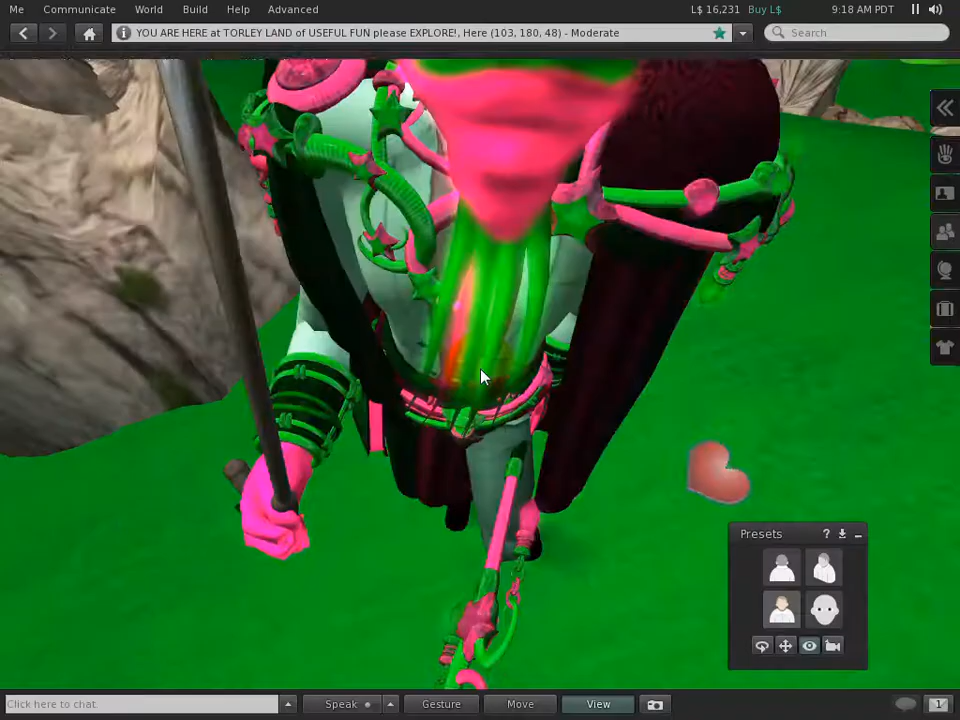 Me Communicate World Build Help Advanced L$ 16,231 Buy L$ 9:18 AM PDT
YOU ARE HERE at TORLEY LAND of USEFUL FUN please EXPLORE!, Here (103, 180, 48) - Moderate Search
Presets ?
Click here to chat. Speak Gesture Move View 1